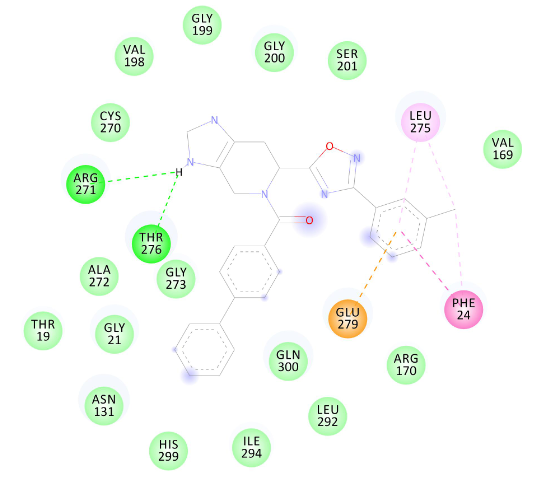 GLY
199
VAL
198
GLY
200
SER
201
CYS
270
N
LEU
275
VAL
169
O
N
N
H
ARG
271
N
N
O
THR
276
ALA
272
GLY
273
GLU
279
PHE
24
THR
19
GLY
21
GLN
300
ARG
170
ASN
131
LEU
292
HIS
299
ILE
294